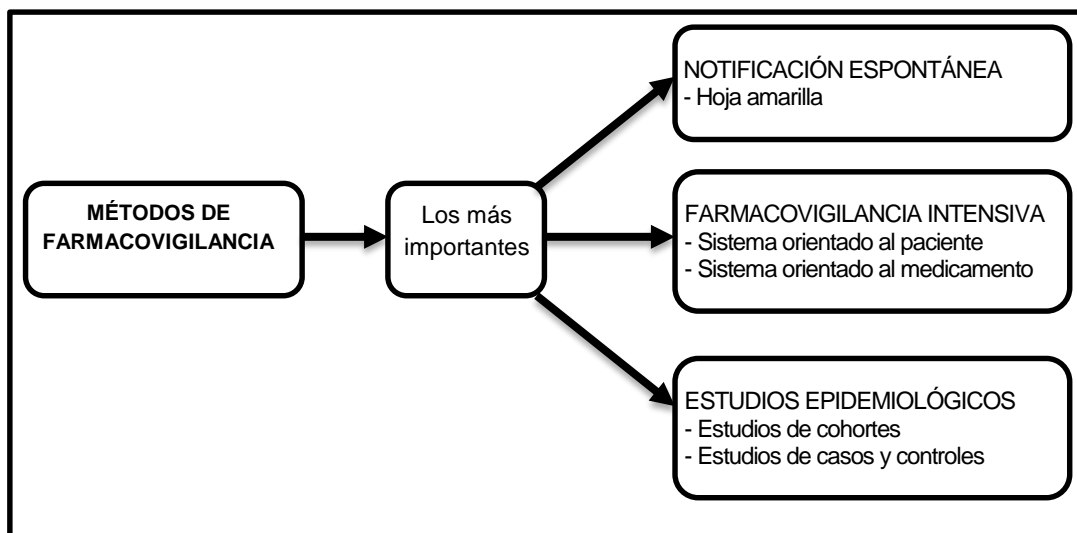 MÉTODOS DE
FARMACOVIGILANCIA
Los más
importantes
NOTIFICACIÓN ESPONTÁNEA
- Hoja amarilla
FARMACOVIGILANCIA INTENSIVA
- Sistema orientado al paciente
- Sistema orientado al medicamento
ESTUDIOS EPIDEMIOLÓGICOS
- Estudios de cohortes
- Estudios de casos y controles